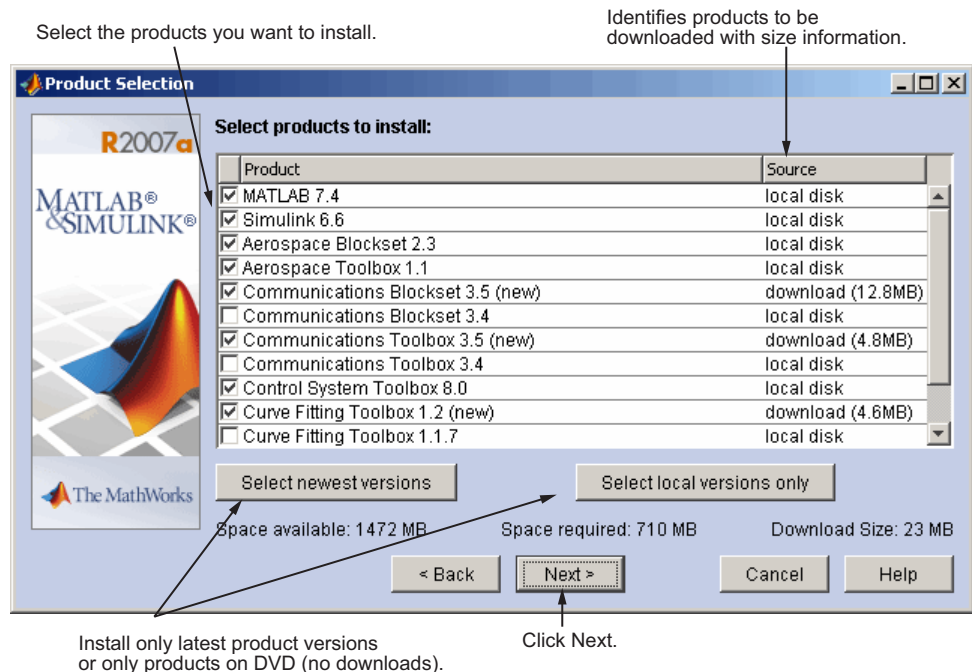 Select the products you want to install.
Identifies products to be
downloaded with size information.
Product Selection
R2007a
MATLAB®
&SIMULINK®
The MathWorks
Select products to install:
Product Source
MATLAB 7.4 local disk
Simulink 6.6 local disk
Aerospace Blockset 2.3 local disk
Aerospace Toolbox 1.1 local disk
Communications Blockset 3.5 (new) download (12.8MB)
Communications Blockset 3.4 local disk
Communications Toolbox 3.5 (new) download (4.8MB)
Communications Toolbox 3.4 local disk
Control System Toolbox 8.0 local disk
Curve Fitting Toolbox 1.2 (new) download (4.6MB)
Curve Fitting Toolbox 1.1.7 local disk
Select newest versions Select local versions only
Space available: 1472 MB Space required: 710 MB Download Size: 23 MB
< Back Next > Cancel Help
Install only latest product versions
or only products on DVD (no downloads).
Click Next.